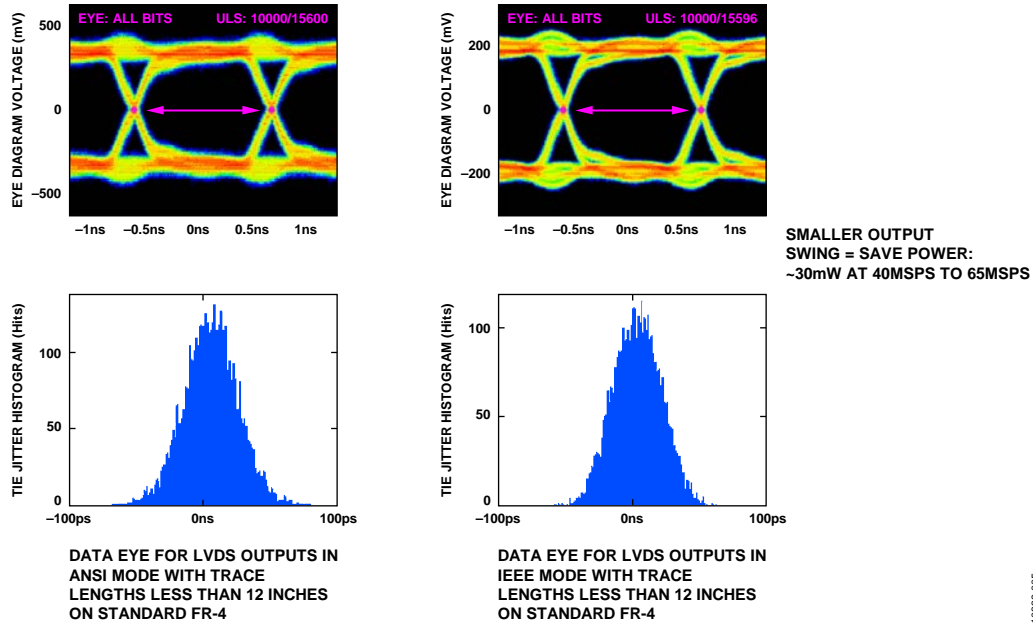 EYE: ALL BITS ULS: 10000/15600
EYE DIAGRAM VOLTAGE (mV)
500
0
–500
–1ns –0.5ns 0ns 0.5ns 1ns
EYE: ALL BITS ULS: 10000/15596
EYE DIAGRAM VOLTAGE (mV)
200
0
–200
–1ns –0.5ns 0ns 0.5ns 1ns
SMALLER OUTPUT
SWING = SAVE POWER:
~30mW AT 40MSPS TO 65MSPS
TIE JITTER HISTOGRAM (Hits)
100
50
0
–100ps 0ns 100ps
DATA EYE FOR LVDS OUTPUTS IN
ANSI MODE WITH TRACE
LENGTHS LESS THAN 12 INCHES
ON STANDARD FR-4
TIE JITTER HISTOGRAM (Hits)
100
50
0
–100ps 0ns 100ps
DATA EYE FOR LVDS OUTPUTS IN
IEEE MODE WITH TRACE
LENGTHS LESS THAN 12 INCHES
ON STANDARD FR-4